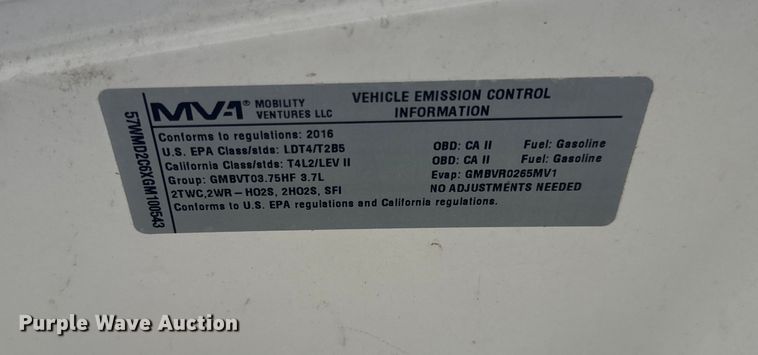 57WMD2C6XGM100543
MV-1® MOBILITY VENTURES LLC
VEHICLE EMISSION CONTROL INFORMATION
Conforms to regulations: 2016
U.S. EPA Class/stds: LDT4/T2B5 OBD: CA II Fuel: Gasoline
California Class/stds: T4L2/LEV II OBD: CA II Fuel: Gasoline
Group: GMBVT03.75HF 3.7L Evap: GMBVR0265MV1
2TWC,2WR-HO2S, 2HO2S, SFI NO ADJUSTMENTS NEEDED
Conforms to U.S. EPA regulations and California regulations.
Purple Wave Auction